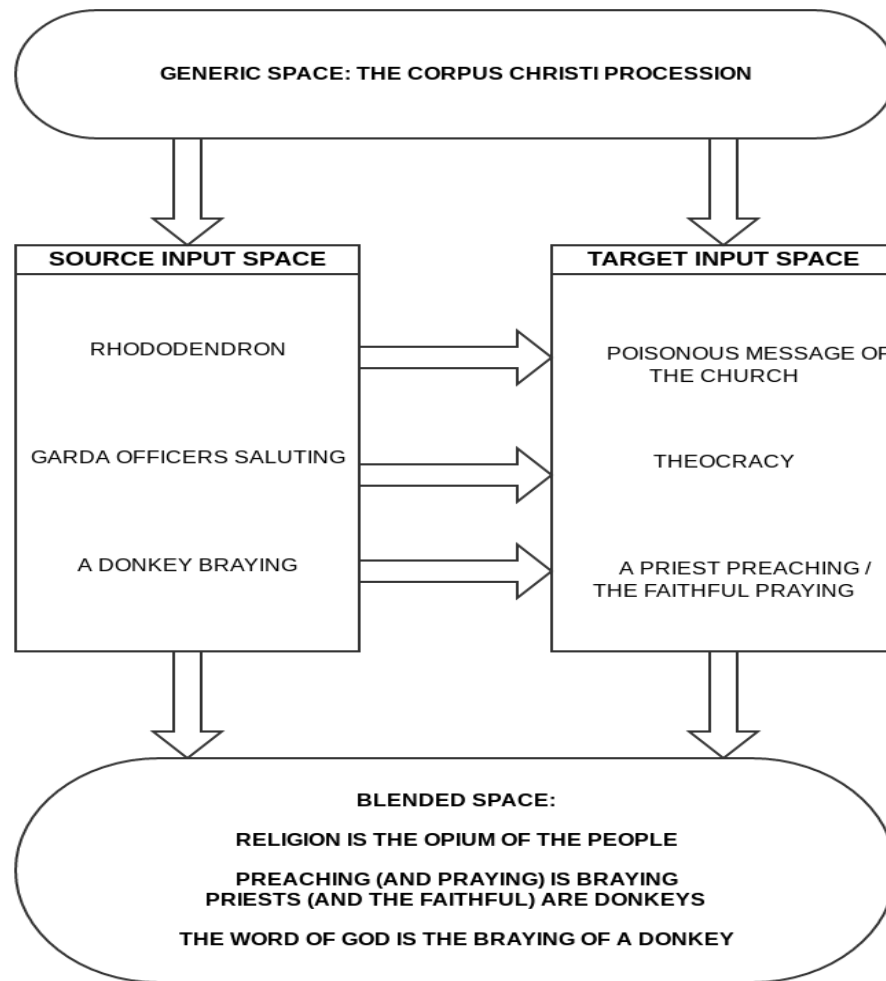 GENERIC SPACE: THE CORPUS CHRISTI PROCESSION
SOURCE INPUT SPACE
RHODODENDRON
GARDA OFFICERS SALUTING
A DONKEY BRAYING
TARGET INPUT SPACE
POISONOUS MESSAGE OF
THE CHURCH
THEOCRACY
A PRIEST PREACHING /
THE FAITHFUL PRAYING
BLENDED SPACE:
RELIGION IS THE OPIUM OF THE PEOPLE
PREACHING (AND PRAYING) IS BRAYING
PRIESTS (AND THE FAITHFUL) ARE DONKEYS
THE WORD OF GOD IS THE BRAYING OF A DONKEY